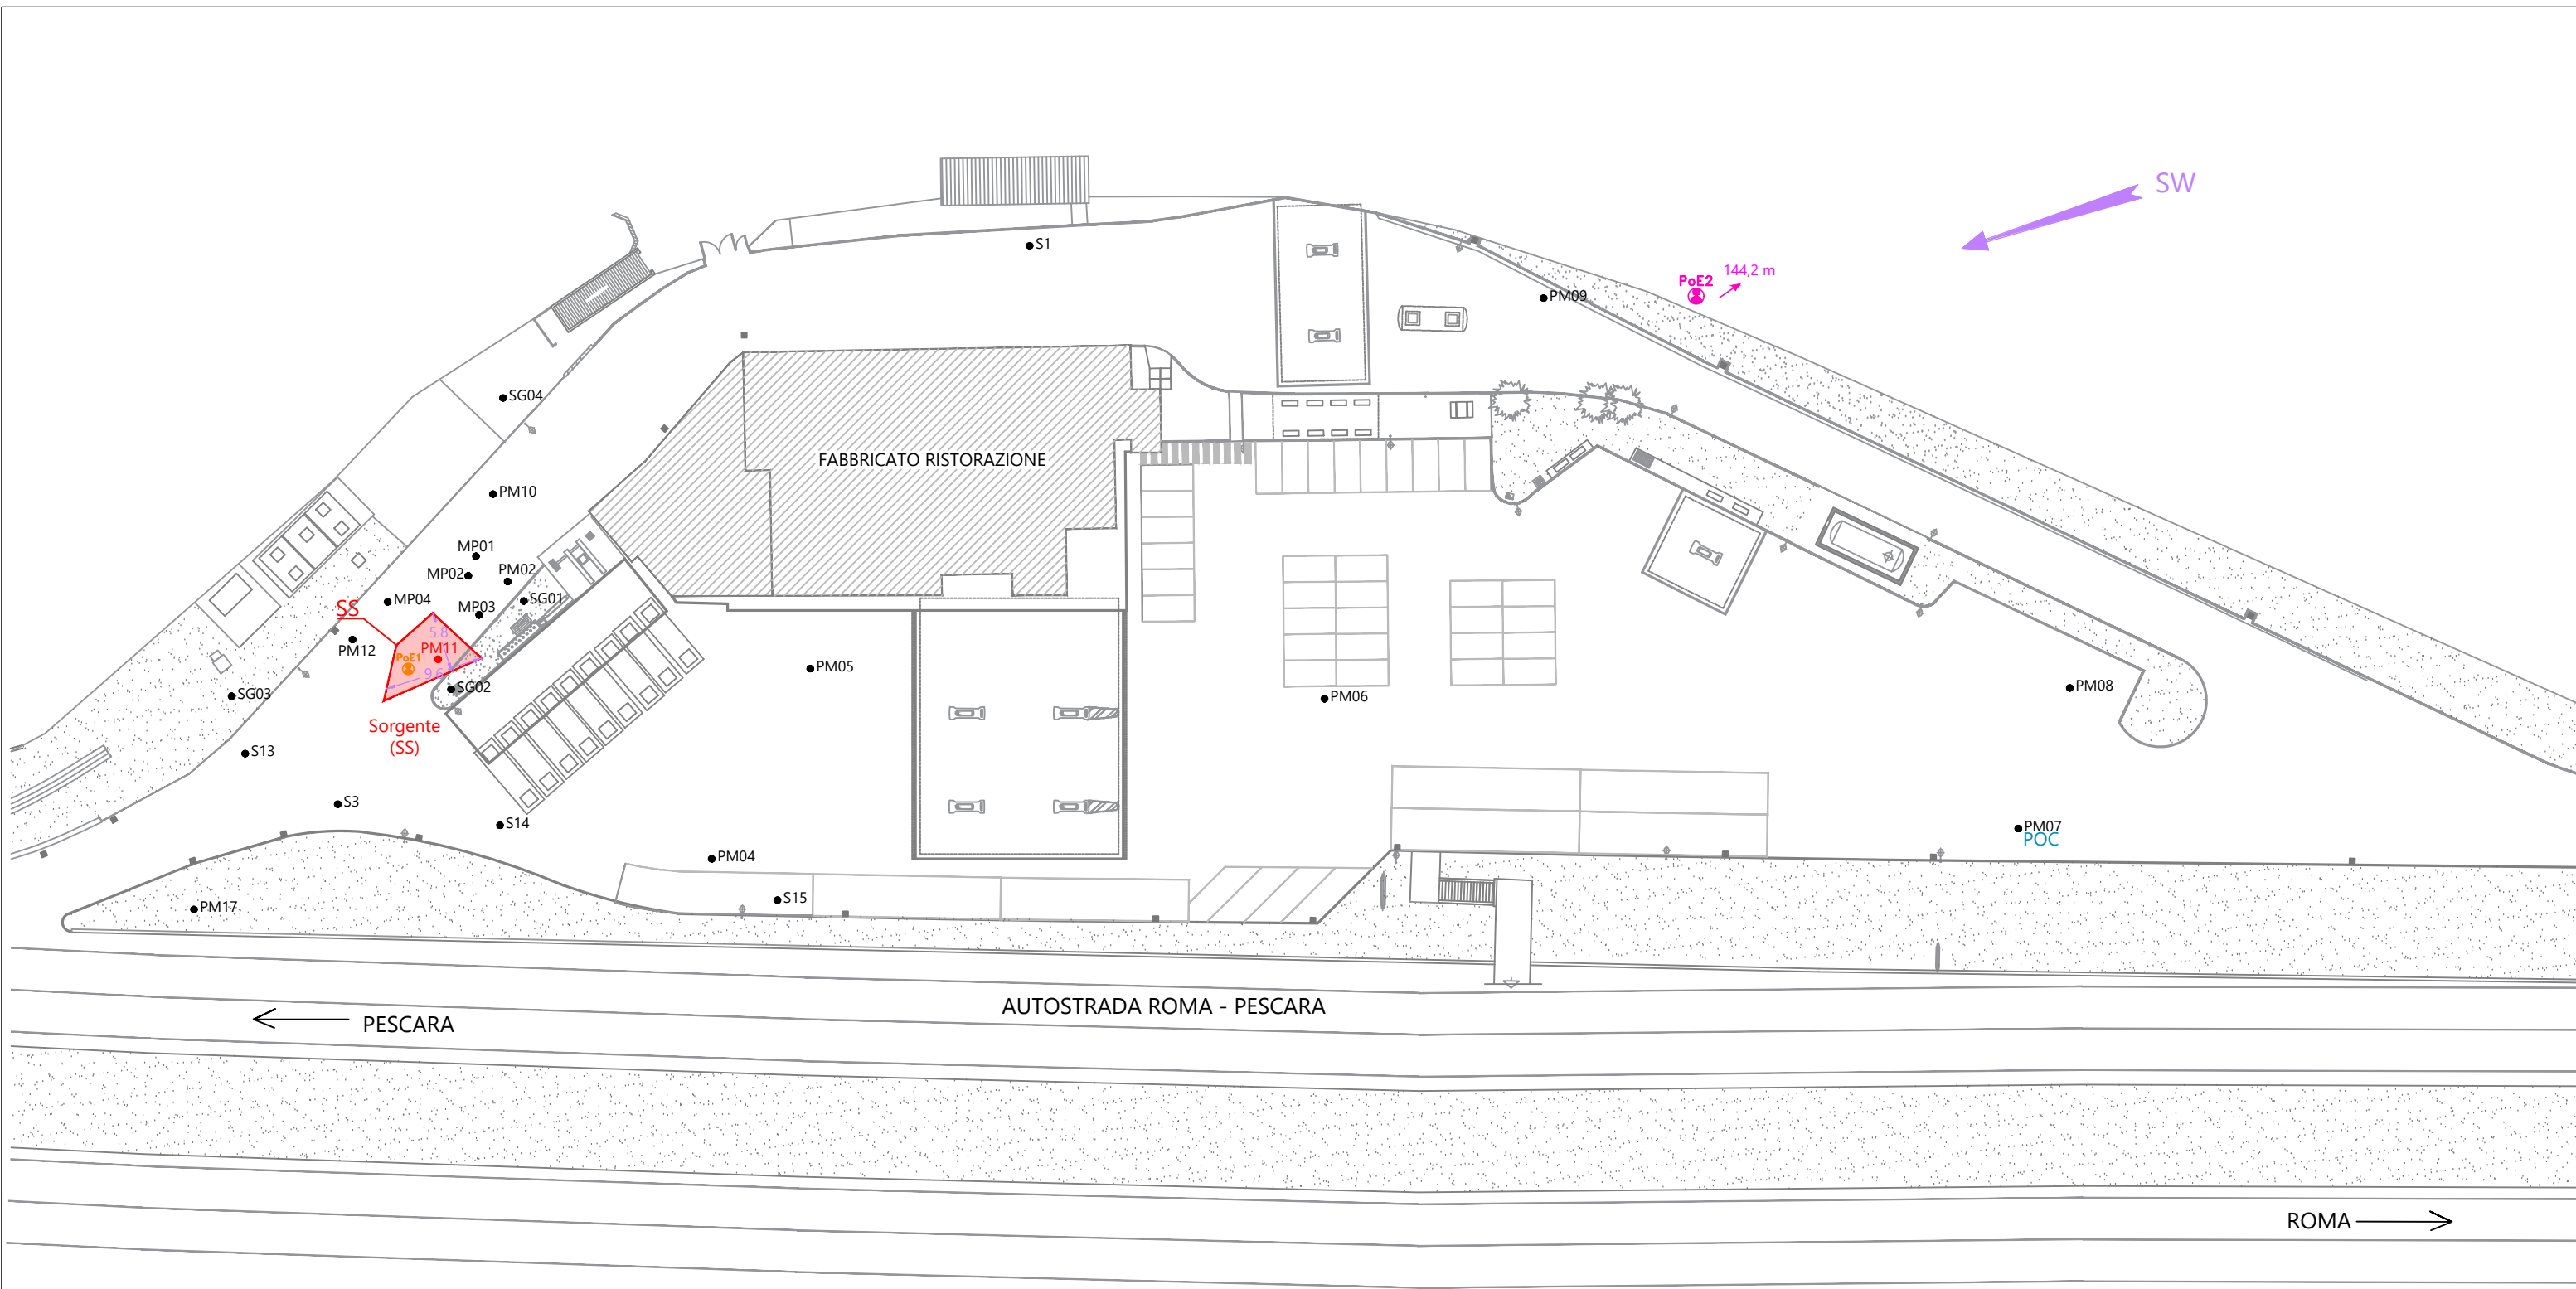 SW
144,2 m
PoE2
S1
PM09
SG04
FABBRICATO RISTORAZIONE
PM10
MP01
MP02
PM02
MP04
MP03
SG01
SS
5.8
PM12
PM11
PoE1
SG03
SG02
PM05
PM06
PM08
Sorgente
(SS)
S13
S3
S14
PM07
POC
PM04
S15
PM17
AUTOSTRADA ROMA - PESCARA
PESCARA
ROMA